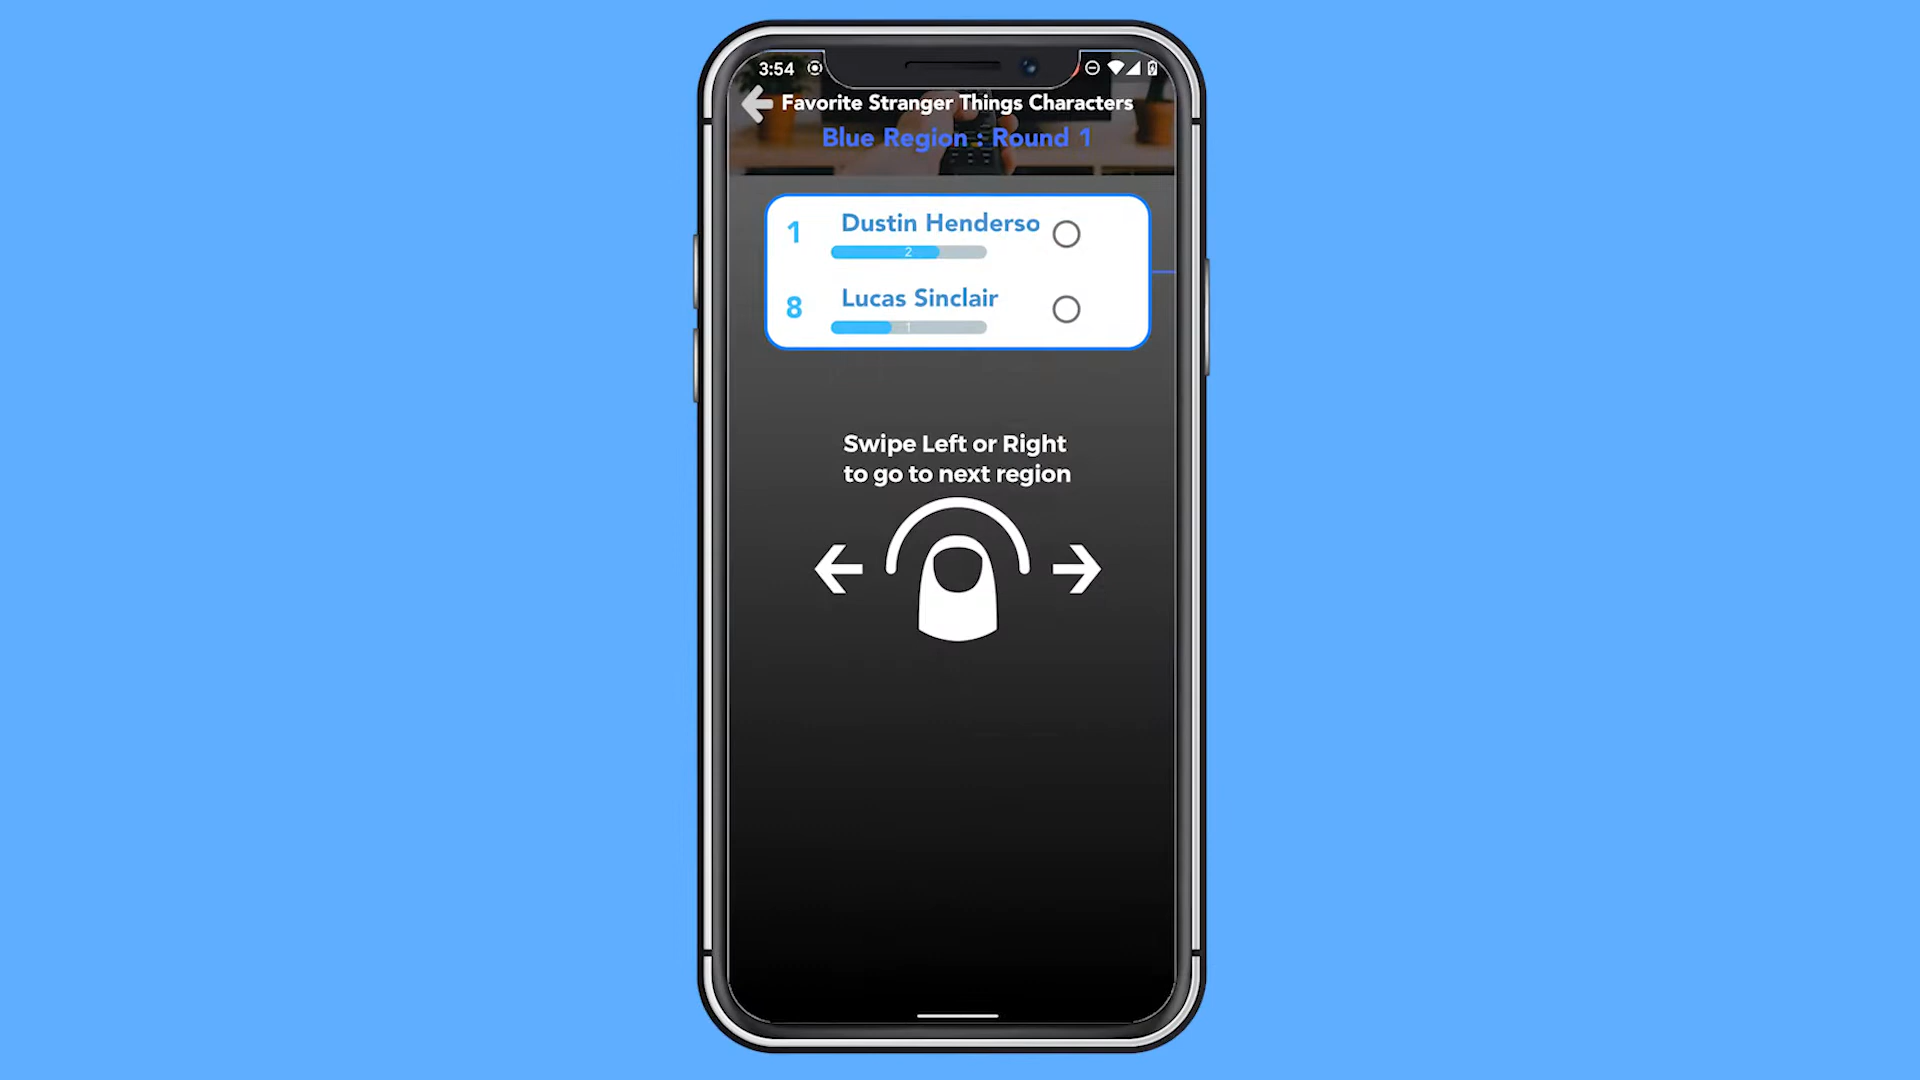 3:54
Favorite Stranger Things Characters
Blue Region : Round 1
1 Dustin Henderso
2
8 Lucas Sinclair
1
Swipe Left or Right
to go to next region